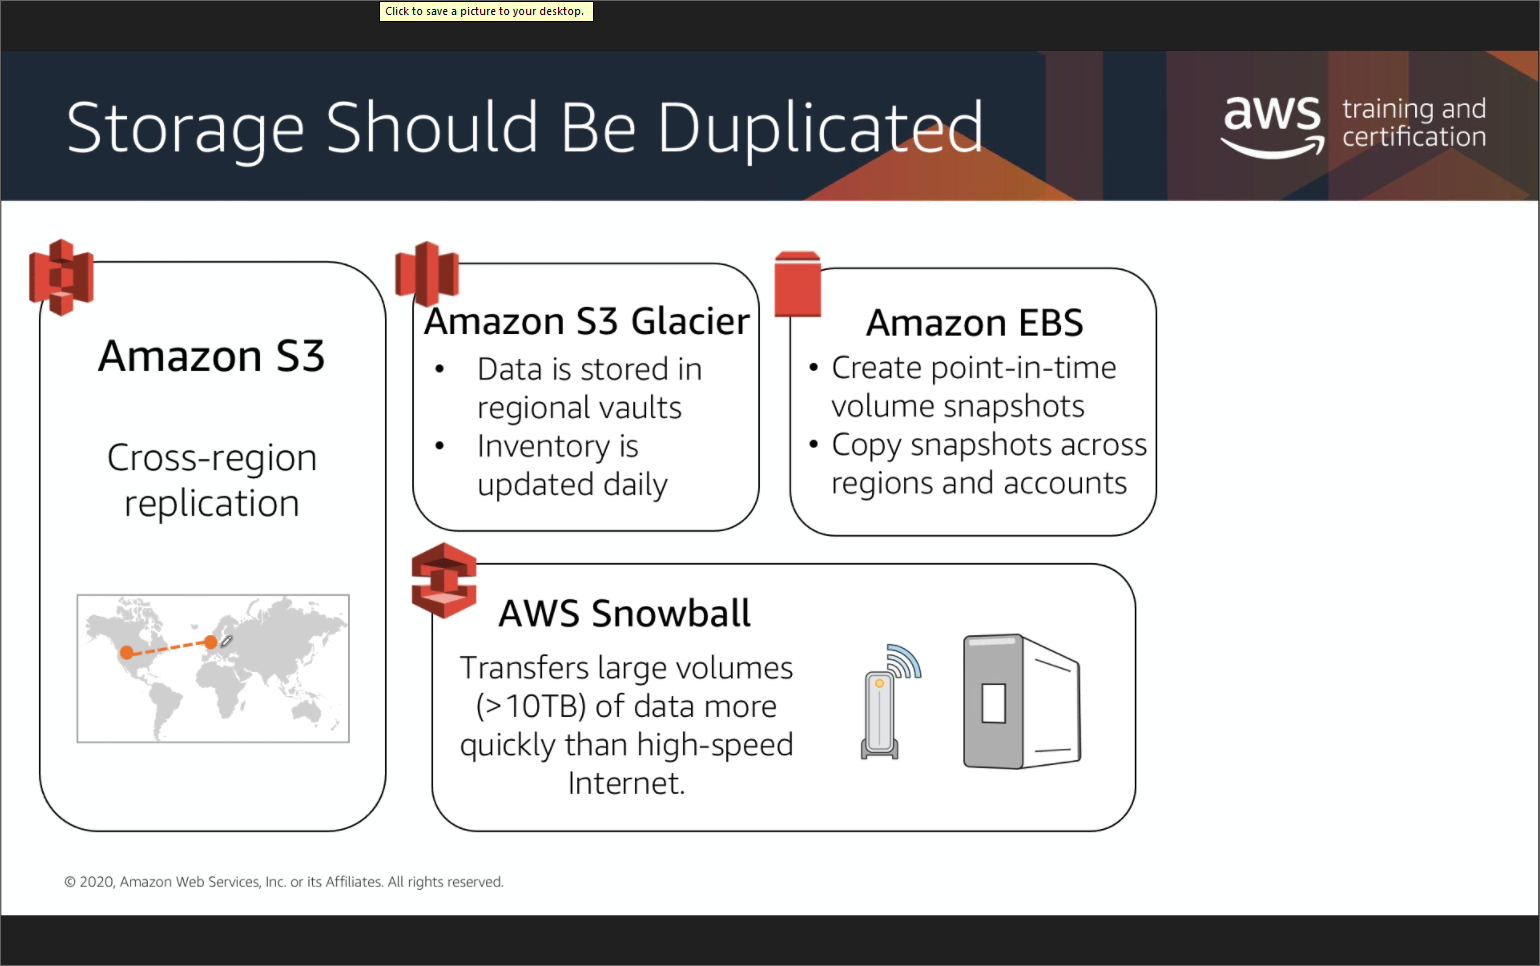 Click to save a picture to your desktop.
Storage Should Be Duplicated
aws training and
certification
Amazon S3
Cross-region
replication
Amazon S3 Glacier
• Data is stored in
regional vaults
• Inventory is
updated daily
Amazon EBS
• Create point-in-time
volume snapshots
• Copy snapshots across
regions and accounts
AWS Snowball
Transfers large volumes
(>10TB) of data more
quickly than high-speed
Internet.
© 2020, Amazon Web Services, Inc. or its Affiliates. All rights reserved.